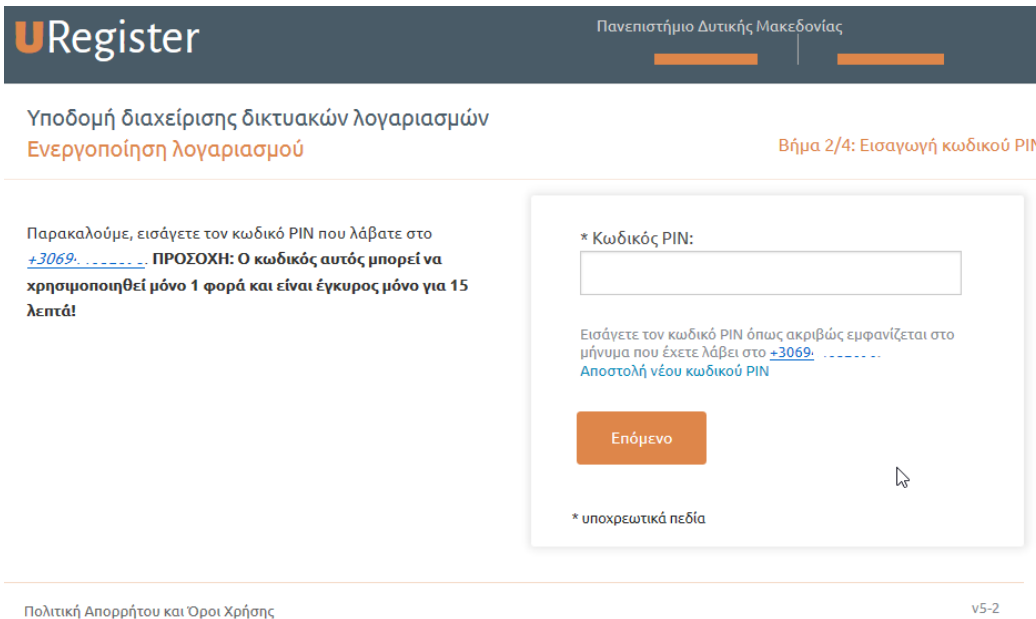 URegister
Πανεπιστήμιο Δυτικής Μακεδονίας
Υποδομή διαχείρισης δικτυακών λογαριασμών
Ενεργοποίηση λογαριασμού
Βήμα 2/4: Εισαγωγή κωδικού PIN
Παρακαλούμε, εισάγετε τον κωδικό PIN που λάβατε στο
+3069 ΠΡΟΣΟΧΗ: Ο κωδικός αυτός μπορεί να
χρησιμοποιηθεί μόνο 1 φορά και είναι έγκυρος μόνο για 15
λεπτά!
* Κωδικός PIN:
Εισάγετε τον κωδικό PIN όπως ακριβώς εμφανίζεται στο
μήνυμα που έχετε λάβει στο +3069
Αποστολή νέου κωδικού PIN
Επόμενο
* υποχρεωτικά πεδία
Πολιτική Απορρήτου και Όροι Χρήσης
v5-2